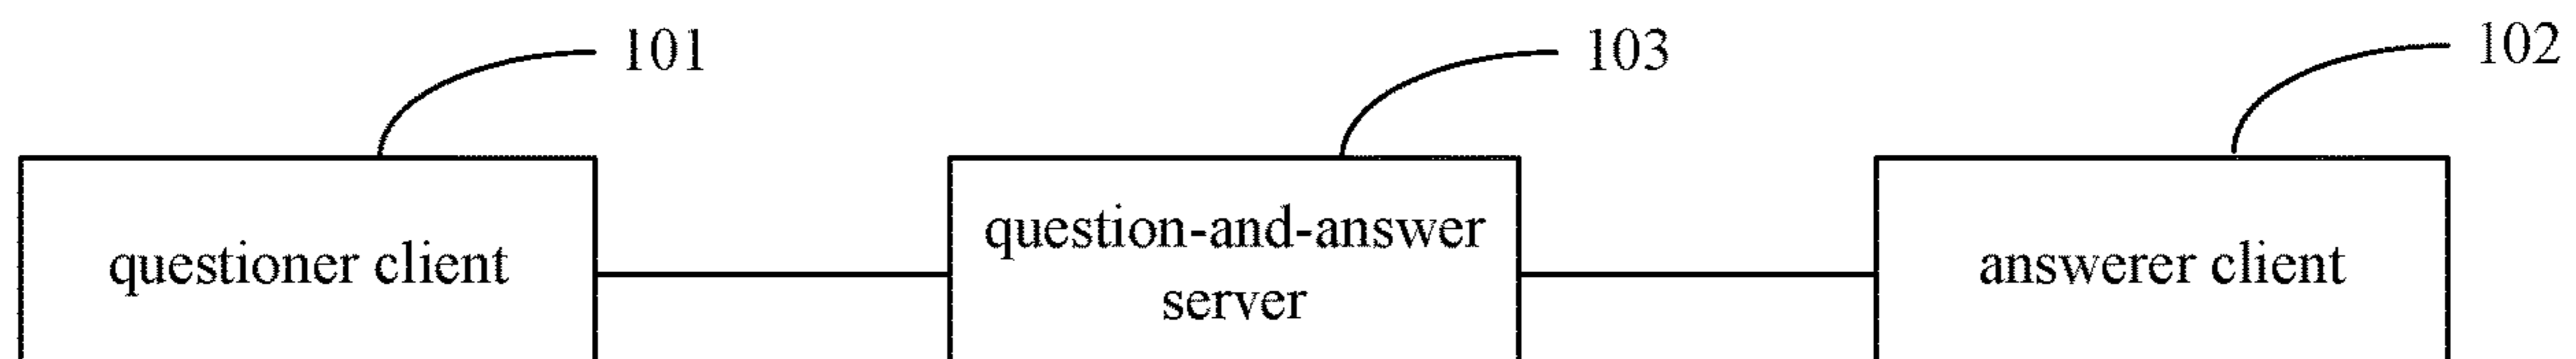 101
103
102
questioner client
question-and-answer
server
answerer client